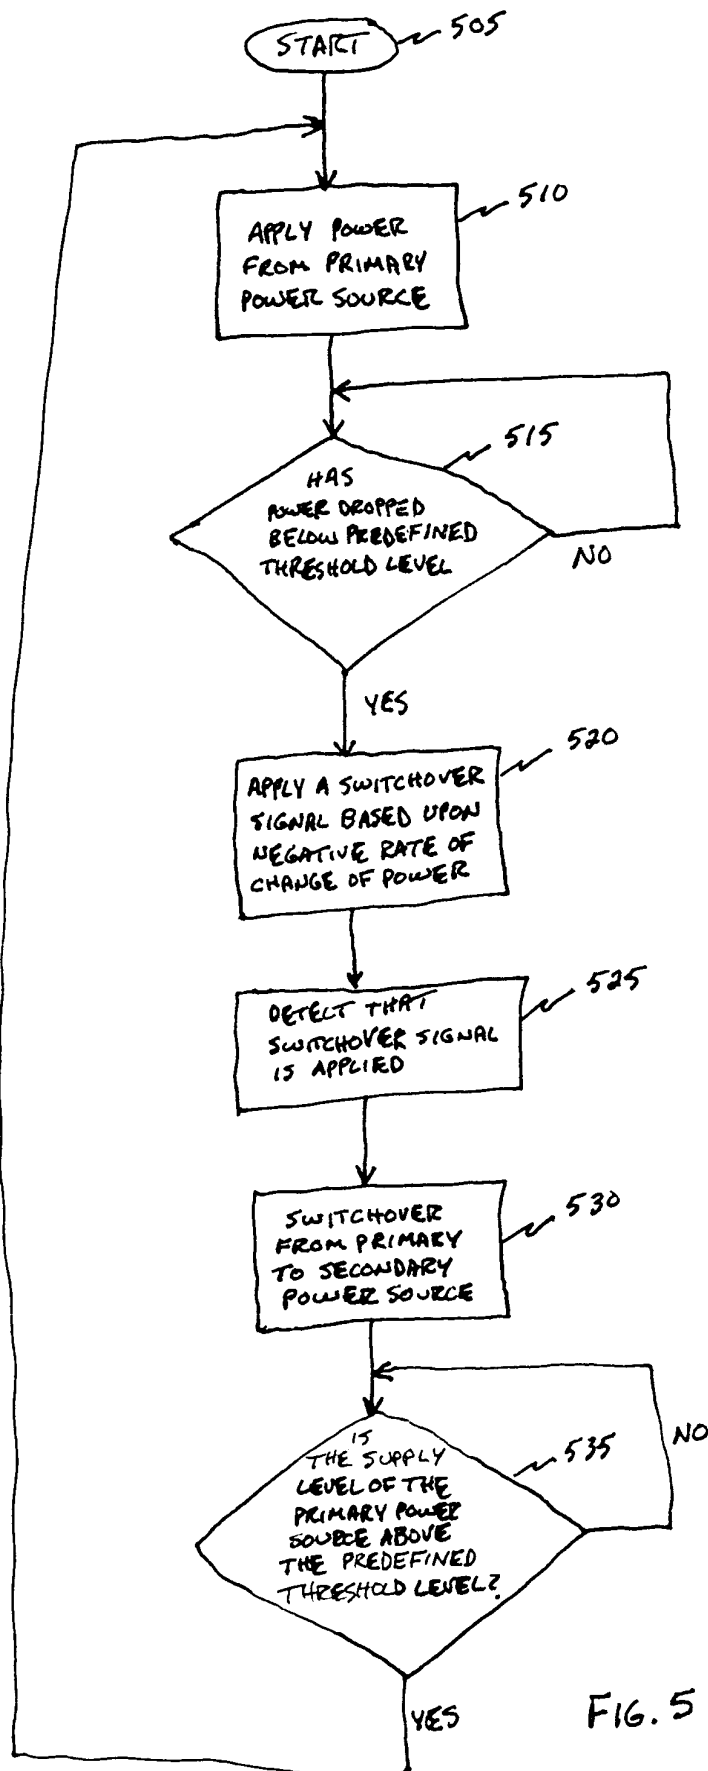 START
505
510
APPLY POWER
FROM PRIMARY
POWER SOURCE
515
HAS
POWER DROPPED
BELOW PREDEFINED
THRESHOLD LEVEL
NO
YES
520
APPLY A SWITCHOVER
SIGNAL BASED UPON
NEGATIVE RATE OF
CHANGE OF POWER
525
DETECT THAT
SWITCHOVER SIGNAL
IS APPLIED
530
SWITCHOVER
FROM PRIMARY
TO SECONDARY
POWER SOURCE
NO
535
IS
THE SUPPLY
LEVEL OF THE
PRIMARY POWER
SOURCE ABOVE
THE PREDEFINED
THRESHOLD LEVEL?
YES
FIG. 5